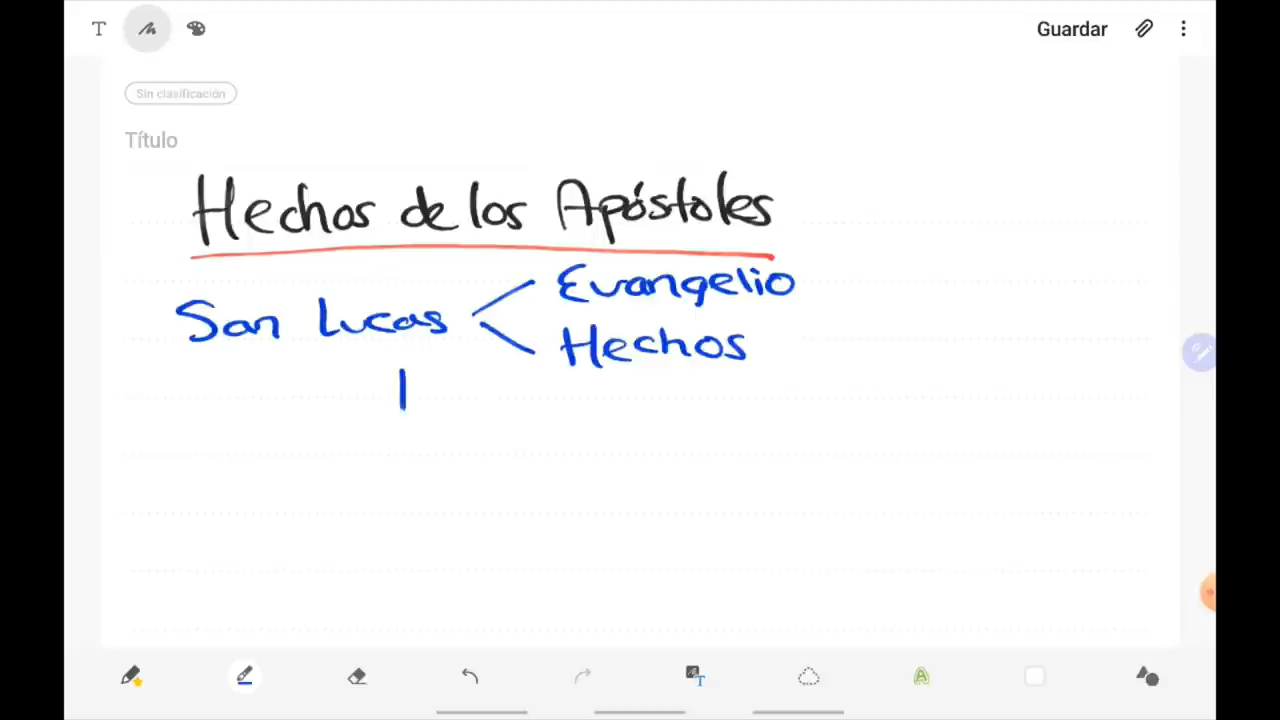 T
Guardar
Sin clasificación
Título
Hechos de los Apóstoles
San Lucas
Evangelio
Hechos